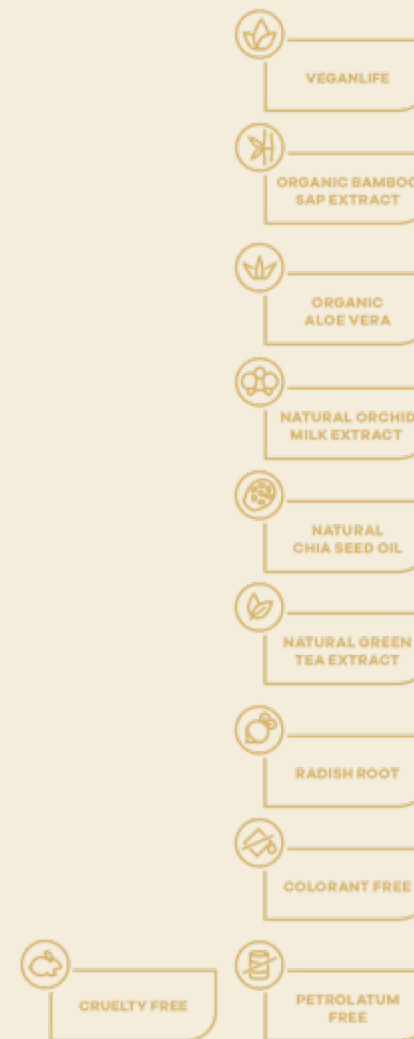 VEGANLIFE
ORGANIC BAMBOO
SAP EXTRACT
ORGANIC
ALOE VERA
NATURAL ORCHID
MILK EXTRACT
NATURAL
CHIA SEED OIL
NATURAL GREEN
TEA EXTRACT
RADISH ROOT
COLORANT FREE
CRUELTY FREE
PETROLATUM
FREE